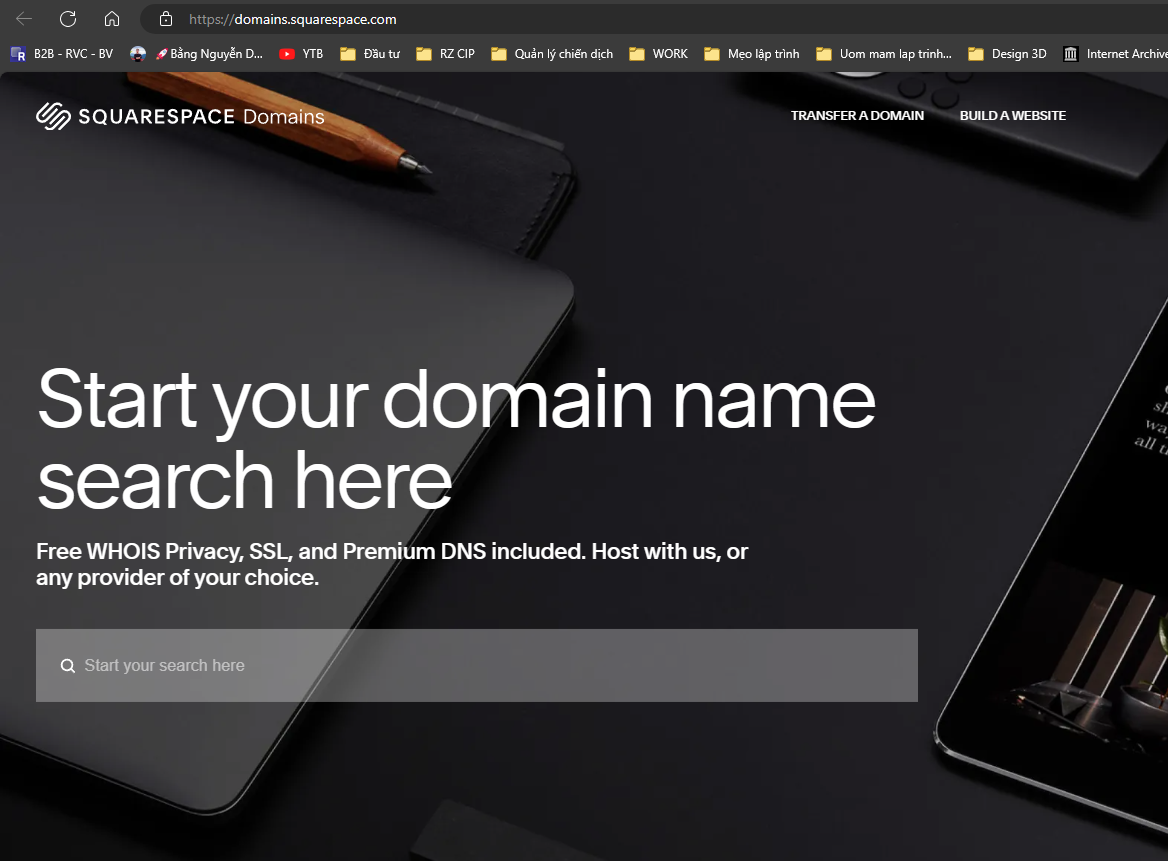 https://domains.squarespace.com
B2B - RVC - BV
Bằng Nguyễn D...
YTB
Đầu tư
RZ CIP
Quản lý chiến dịch
WORK
Mẹo lập trình
Uom mam lap trinh...
Design 3D
Internet Archive
SQUARESPACE Domains
TRANSFER A DOMAIN
BUILD A WEBSITE
Start your domain name
search here
Free WHOIS Privacy, SSL, and Premium DNS included. Host with us, or
any provider of your choice.
Start your search here
all